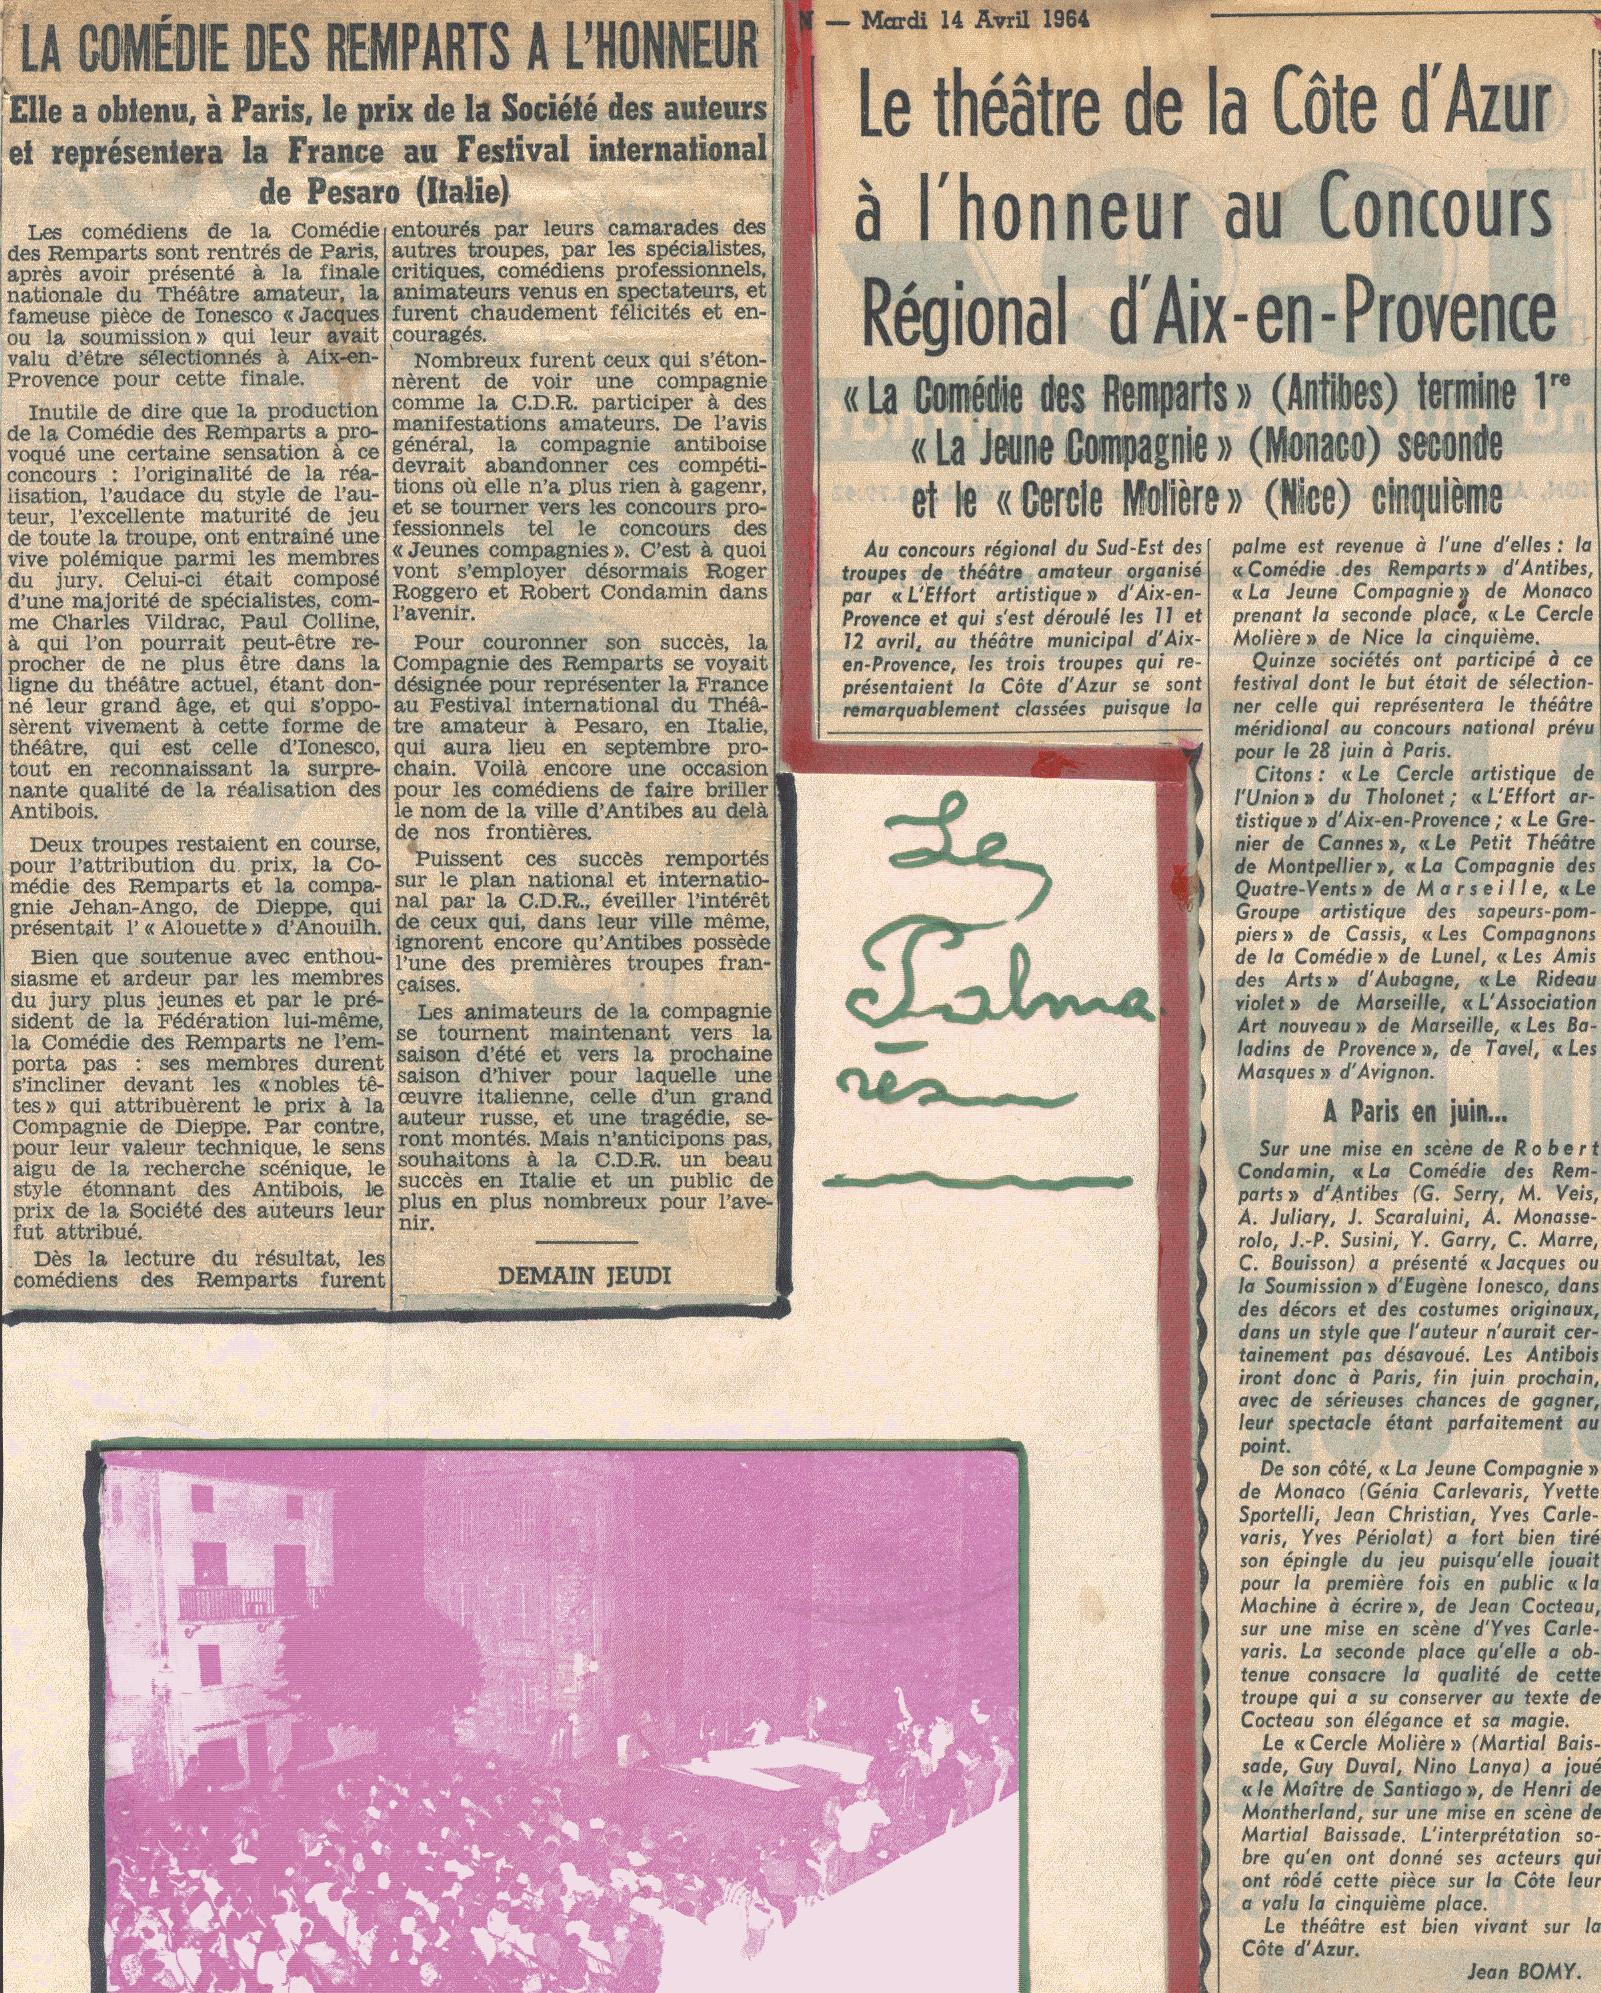 LA COMÉDIE DES REMPARTS A L'HONNEUR
Elle a obtenu, à Paris, le prix de la Société des auteurs
et représentera la France au Festival international
de Pesaro (Italie)
Les comédiens de la Comédie
des Remparts sont rentrés de Paris,
après avoir présenté à la finale
nationale du Théâtre amateur, la
fameuse pièce de Ionesco « Jacques
ou la soumission » qui leur avait
valu d'être sélectionnés à Aix-en-
Provence pour cette finale.
Inutile de dire que la production
de la Comédie des Remparts a pro-
voqué une certaine sensation à ce
concours : l'originalité de la réa-
lisation, l'audace du style de l'au-
teur, l'excellente maturité de jeu
de toute la troupe, ont entraîné une
vive polémique parmi les membres
du jury. Celui-ci était composé
d'une majorité de spécialistes, com-
me Charles Vildrac, Paul Colline,
à qui l'on pourrait peut-être re-
procher de ne plus être dans la
ligne du théâtre actuel, étant don-
né leur grand âge, et qui s'oppo-
sèrent vivement à cette forme de
théâtre, qui est celle d'Ionesco,
tout en reconnaissant la surpre-
nante qualité de la réalisation des
Antibois.
Deux troupes restaient en course,
pour l'attribution du prix, la Co-
médie des Remparts et la compa-
gnie Jehan-Ango, de Dieppe, qui
présentait l' « Alouette » d'Anouilh.
Bien que soutenue avec enthou-
siasme et ardeur par les membres
du jury plus jeunes et par le pré-
sident de la Fédération lui-même,
la Comédie des Remparts ne l'em-
porta pas : ses membres durent
s'incliner devant les « nobles tê-
tes » qui attribuèrent le prix à la
Compagnie de Dieppe. Par contre,
pour leur valeur technique, le sens
aigu de la recherche scénique, le
style étonnant des Antibois, le
prix de la Société des auteurs leur
fut attribué.
Dès la lecture du résultat, les
comédiens des Remparts furent
entourés par leurs camarades des
autres troupes, par les spécialistes,
critiques, comédiens professionnels,
animateurs venus en spectateurs, et
furent chaudement félicités et en-
couragés.
Nombreux furent ceux qui s'éton-
nèrent de voir une compagnie
comme la C.D.R. participer à des
manifestations amateurs. De l'avis
général, la compagnie antiboise
devrait abandonner ces compéti-
tions où elle n'a plus rien à gagenr,
et se tourner vers les concours pro-
fessionnels tel le concours des
« Jeunes compagnies ». C'est à quoi
vont s'employer désormais Roger
Roggero et Robert Condamin dans
l'avenir.
Pour couronner son succès, la
Compagnie des Remparts se voyait
désignée pour représenter la France
au Festival international du Théâ-
tre amateur à Pesaro, en Italie,
qui aura lieu en septembre pro-
chain. Voilà encore une occasion
pour les comédiens de faire briller
le nom de la ville d'Antibes au delà
de nos frontières.
Puissent ces succès remportés
sur le plan national et internatio-
nal par la C.D.R., éveiller l'intérêt
de ceux qui, dans leur ville même,
ignorent encore qu'Antibes possède
l'une des premières troupes fran-
çaises.
Les animateurs de la compagnie
se tournent maintenant vers la
saison d'été et vers la prochaine
saison d'hiver pour laquelle une
œuvre italienne, celle d'un grand
auteur russe, et une tragédie, se-
ront montés. Mais n'anticipons pas,
souhaitons à la C.D.R. un beau
succès en Italie et un public de
plus en plus nombreux pour l'ave-
nir.
DEMAIN JEUDI
N — Mardi 14 Avril 1964
Le théâtre de la Côte d'Azur
à l'honneur au Concours
Régional d'Aix-en-Provence
« La Comédie des Remparts » (Antibes) termine 1re
« La Jeune Compagnie » (Monaco) seconde
et le « Cercle Molière » (Nice) cinquième
Au concours régional du Sud-Est des
troupes de théâtre amateur organisé
par « L'Effort artistique » d'Aix-en-
Provence et qui s'est déroulé les 11 et
12 avril, au théâtre municipal d'Aix-
en-Provence, les trois troupes qui re-
présentaient la Côte d'Azur se sont
remarquablement classées puisque la
palme est revenue à l'une d'elles : la
« Comédie des Remparts » d'Antibes,
« La Jeune Compagnie » de Monaco
prenant la seconde place, « Le Cercle
Molière » de Nice la cinquième.
Quinze sociétés ont participé à ce
festival dont le but était de sélection-
ner celle qui représentera le théâtre
méridional au concours national prévu
pour le 28 juin à Paris.
Citons : « Le Cercle artistique de
l'Union » du Tholonet ; « L'Effort ar-
tistique » d'Aix-en-Provence ; « Le Gre-
nier de Cannes », « Le Petit Théâtre
de Montpellier », « La Compagnie des
Quatre-Vents » de Marseille, « Le
Groupe artistique des sapeurs-pom-
piers » de Cassis, « Les Compagnons
de la Comédie » de Lunel, « Les Amis
des Arts » d'Aubagne, « Le Rideau
violet » de Marseille, « L'Association
Art nouveau » de Marseille, « Les Ba-
ladins de Provence », de Tavel, « Les
Masques » d'Avignon.
A Paris en juin...
Sur une mise en scène de Robert
Condamin, « La Comédie des Rem-
parts » d'Antibes (G. Serry, M. Veis,
A. Juliary, J. Scaraluini, A. Monasse-
rolo, J.-P. Susini, Y. Garry, C. Marre,
C. Bouisson) a présenté « Jacques ou
la Soumission » d'Eugène Ionesco, dans
des décors et des costumes originaux,
dans un style que l'auteur n'aurait cer-
tainement pas désavoué. Les Antibois
iront donc à Paris, fin juin prochain,
avec de sérieuses chances de gagner,
leur spectacle étant parfaitement au
point.
De son côté, « La Jeune Compagnie »
de Monaco (Génia Carlevaris, Yvette
Sportelli, Jean Christian, Yves Carle-
varis, Yves Périolat) a fort bien tiré
son épingle du jeu puisqu'elle jouait
pour la première fois en public « la
Machine à écrire », de Jean Cocteau,
sur une mise en scène d'Yves Carle-
varis. La seconde place qu'elle a ob-
tenue consacre la qualité de cette
troupe qui a su conserver au texte de
Cocteau son élégance et sa magie.
Le « Cercle Molière » (Martial Bais-
sade, Guy Duval, Nino Lanya) a joué
« le Maître de Santiago », de Henri de
Montherland, sur une mise en scène de
Martial Baissade. L'interprétation so-
bre qu'en ont donné ses acteurs qui
ont rôdé cette pièce sur la Côte leur
a valu la cinquième place.
Le théâtre est bien vivant sur la
Côte d'Azur.
Jean BOMY.
Les
Palma
res